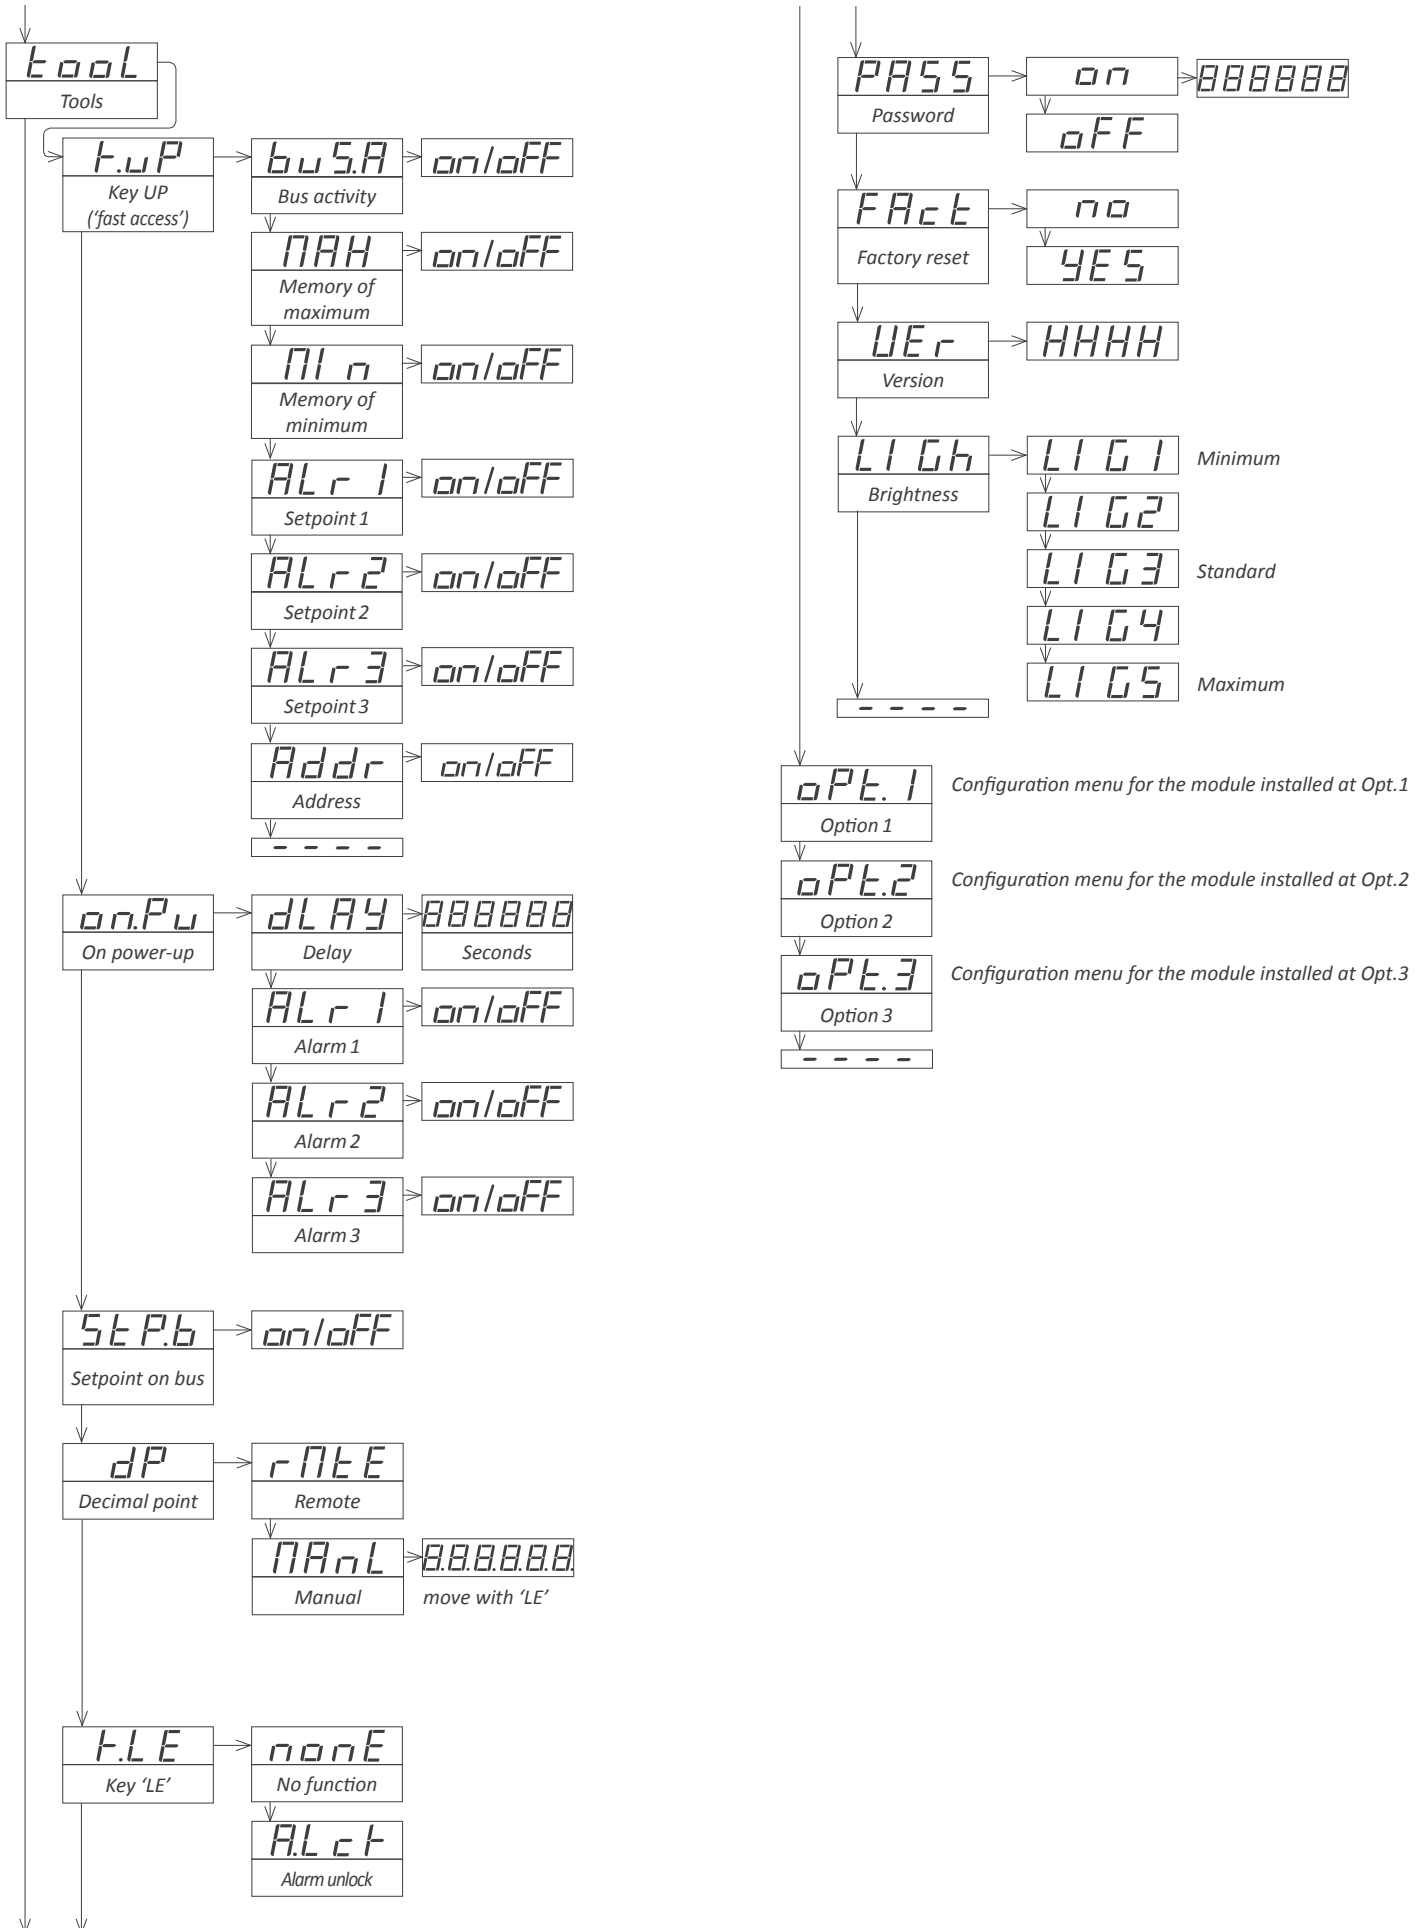 tooL
Tools
k.uP
Key UP
('fast access')
buS.A
on/oFF
Bus activity
MAX
on/oFF
Memory of
maximum
MIn
on/oFF
Memory of
minimum
ALr1
on/oFF
Setpoint 1
ALr2
on/oFF
Setpoint 2
ALr3
on/oFF
Setpoint 3
Addr
on/oFF
Address
- - - -
on.Pu
On power-up
dLAY
888888
Delay
Seconds
ALr1
on/oFF
Alarm 1
ALr2
on/oFF
Alarm 2
ALr3
on/oFF
Alarm 3
StP.b
on/oFF
Setpoint on bus
dP
Decimal point
rMtE
Remote
MAnL
8.8.8.8.8.8.
Manual
move with 'LE'
k.LE
Key 'LE'
nonE
No function
A.Lck
Alarm unlock
PASS
on
888888
Password
oFF
FAct
no
Factory reset
YES
VEr
HHHH
Version
LIGh
LIG1
Minimum
Brightness
LIG2
LIG3
Standard
LIG4
LIG5
Maximum
- - - -
oPt.1
Configuration menu for the module installed at Opt.1
Option 1
oPt.2
Configuration menu for the module installed at Opt.2
Option 2
oPt.3
Configuration menu for the module installed at Opt.3
Option 3
- - - -